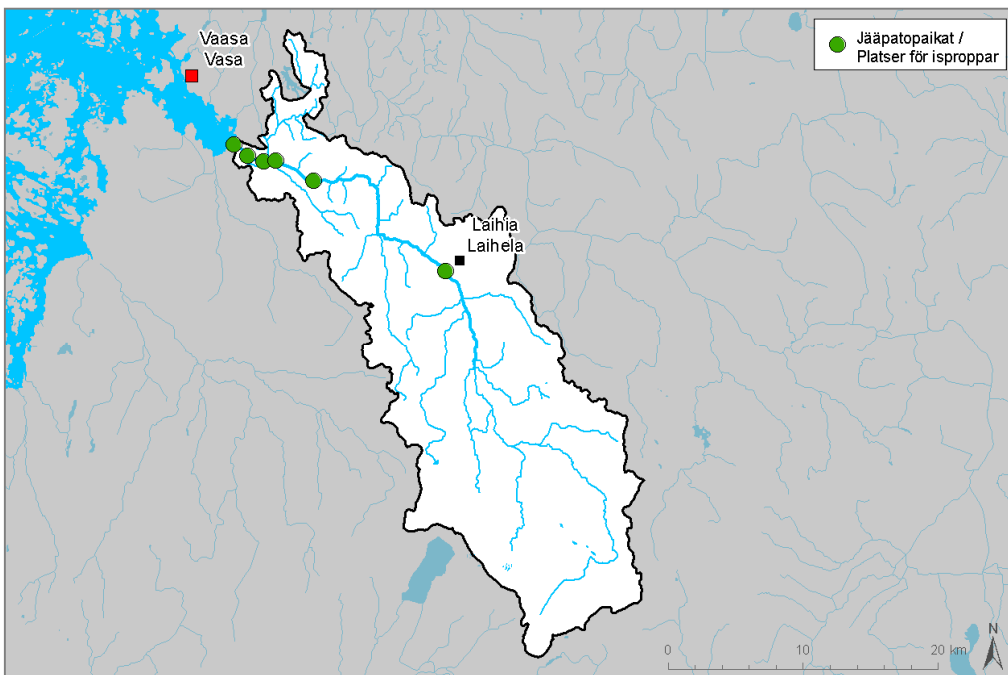 Vaasa
Vasa
Jääpatopaikat /
Platser för isproppar
Laihia
Laihela
N
0 10 20 km